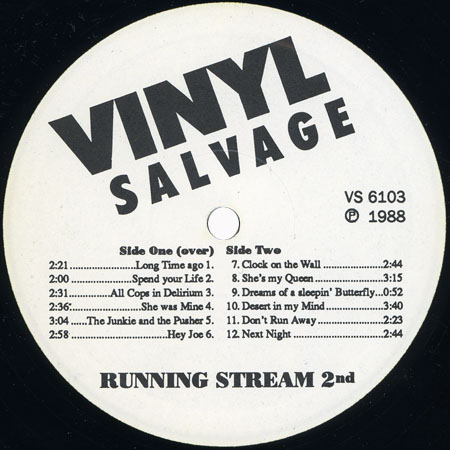 VINYL
SALVAGE
VS 6103
℗ 1988
Side One (over) Side Two
2:21 ....................Long Time ago 1.
2:00 ....................Spend your Life 2.
2:31 ..............All Cops in Delirium 3.
2:36 ....................She was Mine 4.
3:04 .....The Junkie and the Pusher 5.
2:58 ..............................Hey Joe 6.
7. Clock on the Wall ..................2:44
8. She's my Queen ....................3:15
9. Dreams of a sleepin' Butterfly...0:52
10. Desert in my Mind .................3:40
11. Don't Run Away ....................2:23
12. Next Night ...........................2:44
RUNNING STREAM 2nd